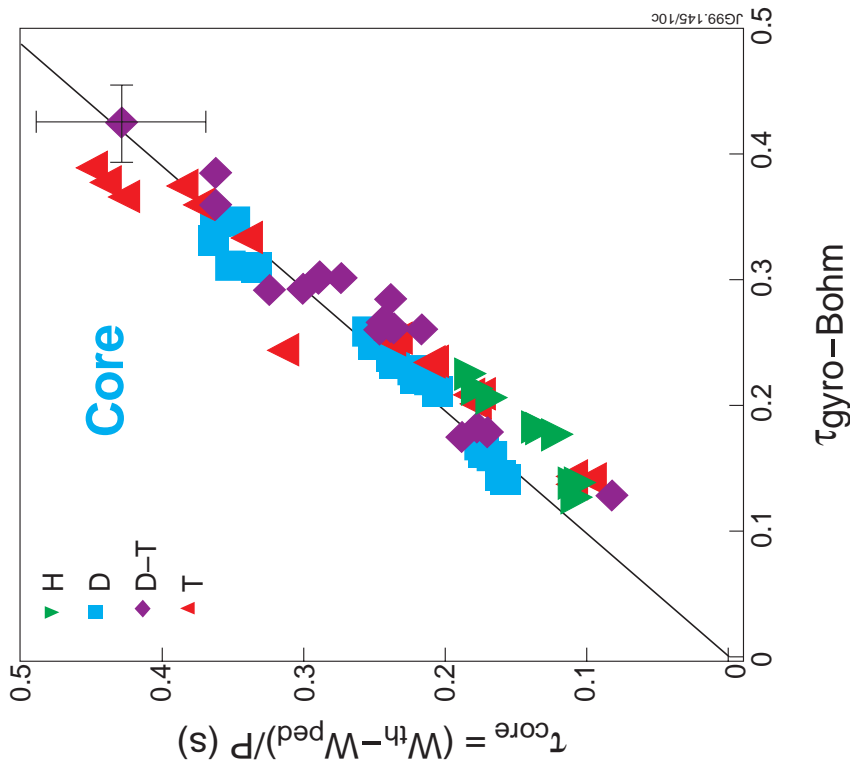 JG99.145/10c
Core
H
D
D–T
T
0.5
0.4
0.3
0.2
0.1
0
τcore = (Wth–Wped)/P (s)
0
0.1
0.2
0.3
0.4
0.5
τgyro–Bohm